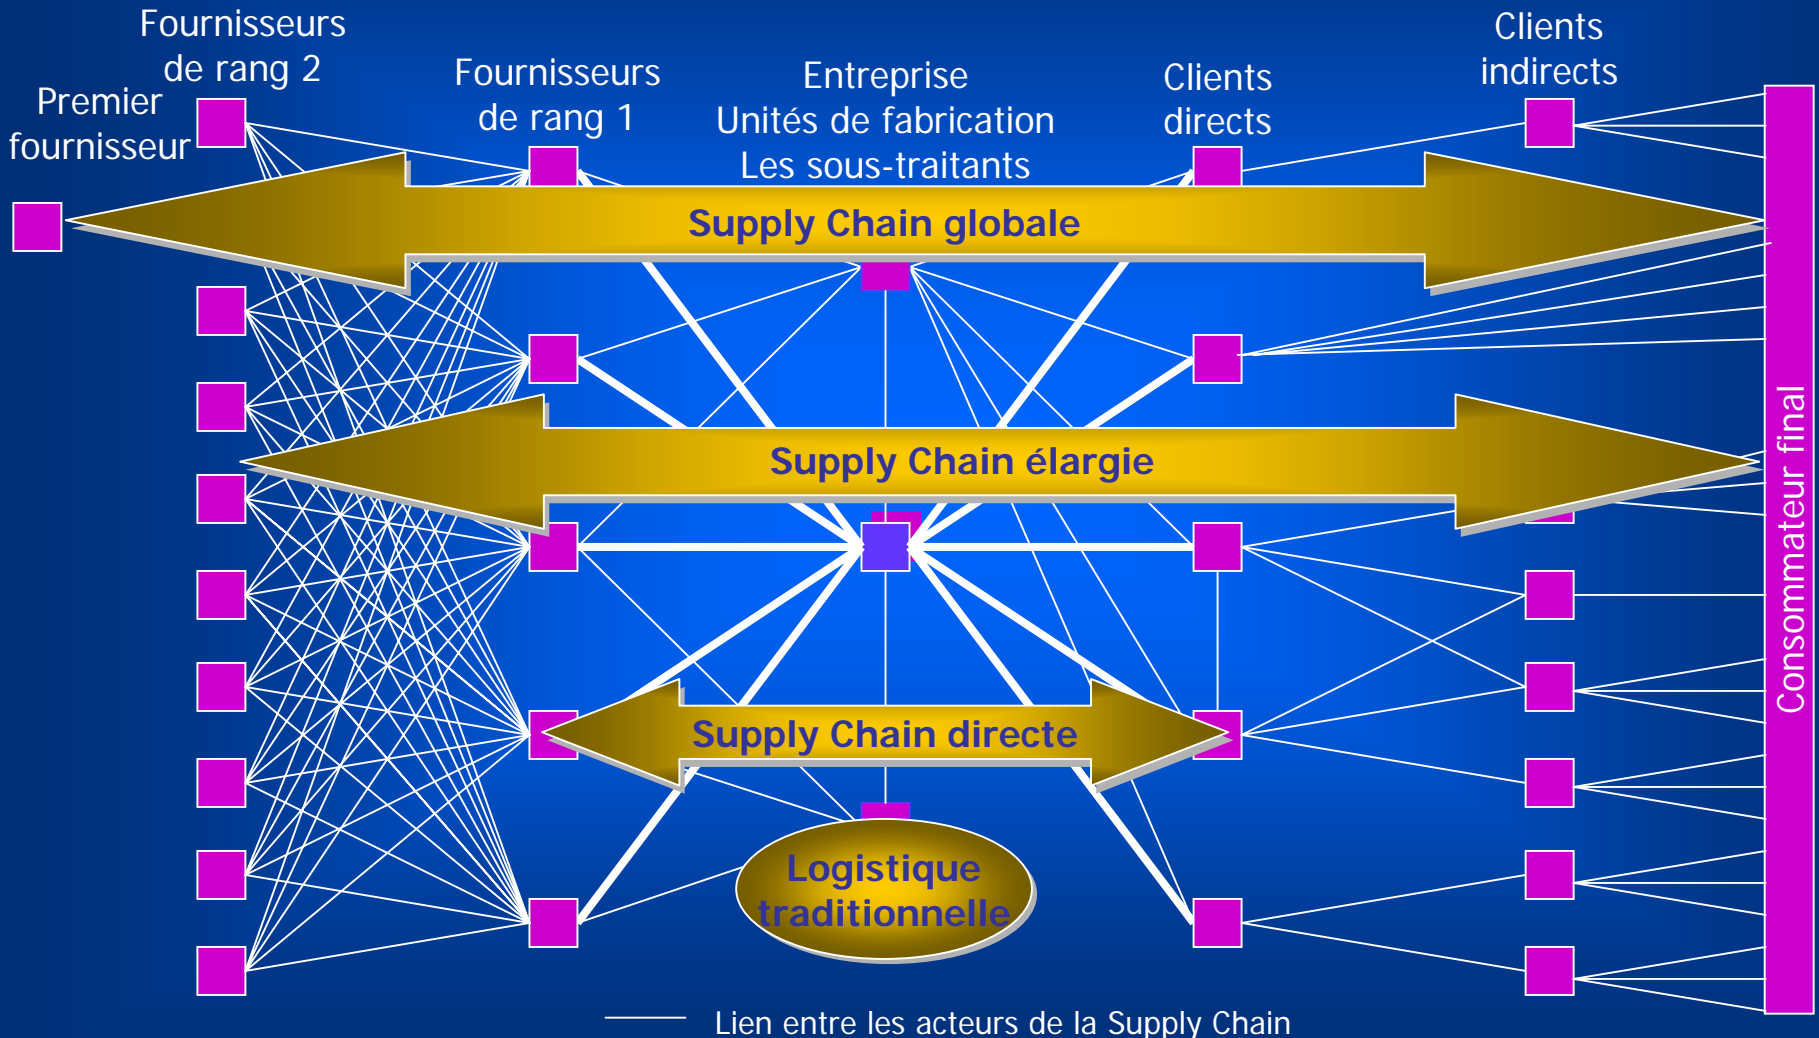 Fournisseurs
de rang 2
Premier
fournisseur
Fournisseurs
de rang 1
Entreprise
Unités de fabrication
Les sous-traitants
Clients
directs
Clients
indirects
Supply Chain globale
Supply Chain élargie
Supply Chain directe
Logistique
traditionnelle
Consommateur final
Lien entre les acteurs de la Supply Chain